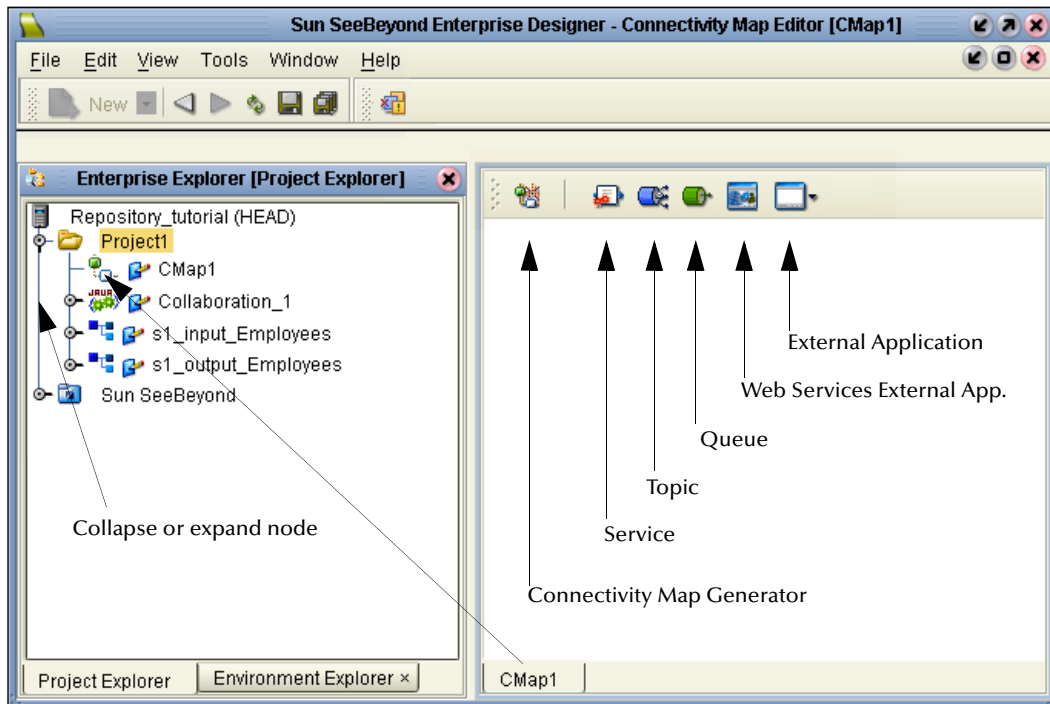 Sun SeeBeyond Enterprise Designer - Connectivity Map Editor [CMap1]
File Edit View Tools Window Help
New
Enterprise Explorer [Project Explorer]
Repository_tutorial (HEAD)
Project1
CMap1
JAVA
Collaboration_1
s1_input_Employees
s1_output_Employees
Sun SeeBeyond
Collapse or expand node
Project Explorer
Environment Explorer ×
External Application
Web Services External App.
Queue
Topic
Service
Connectivity Map Generator
CMap1